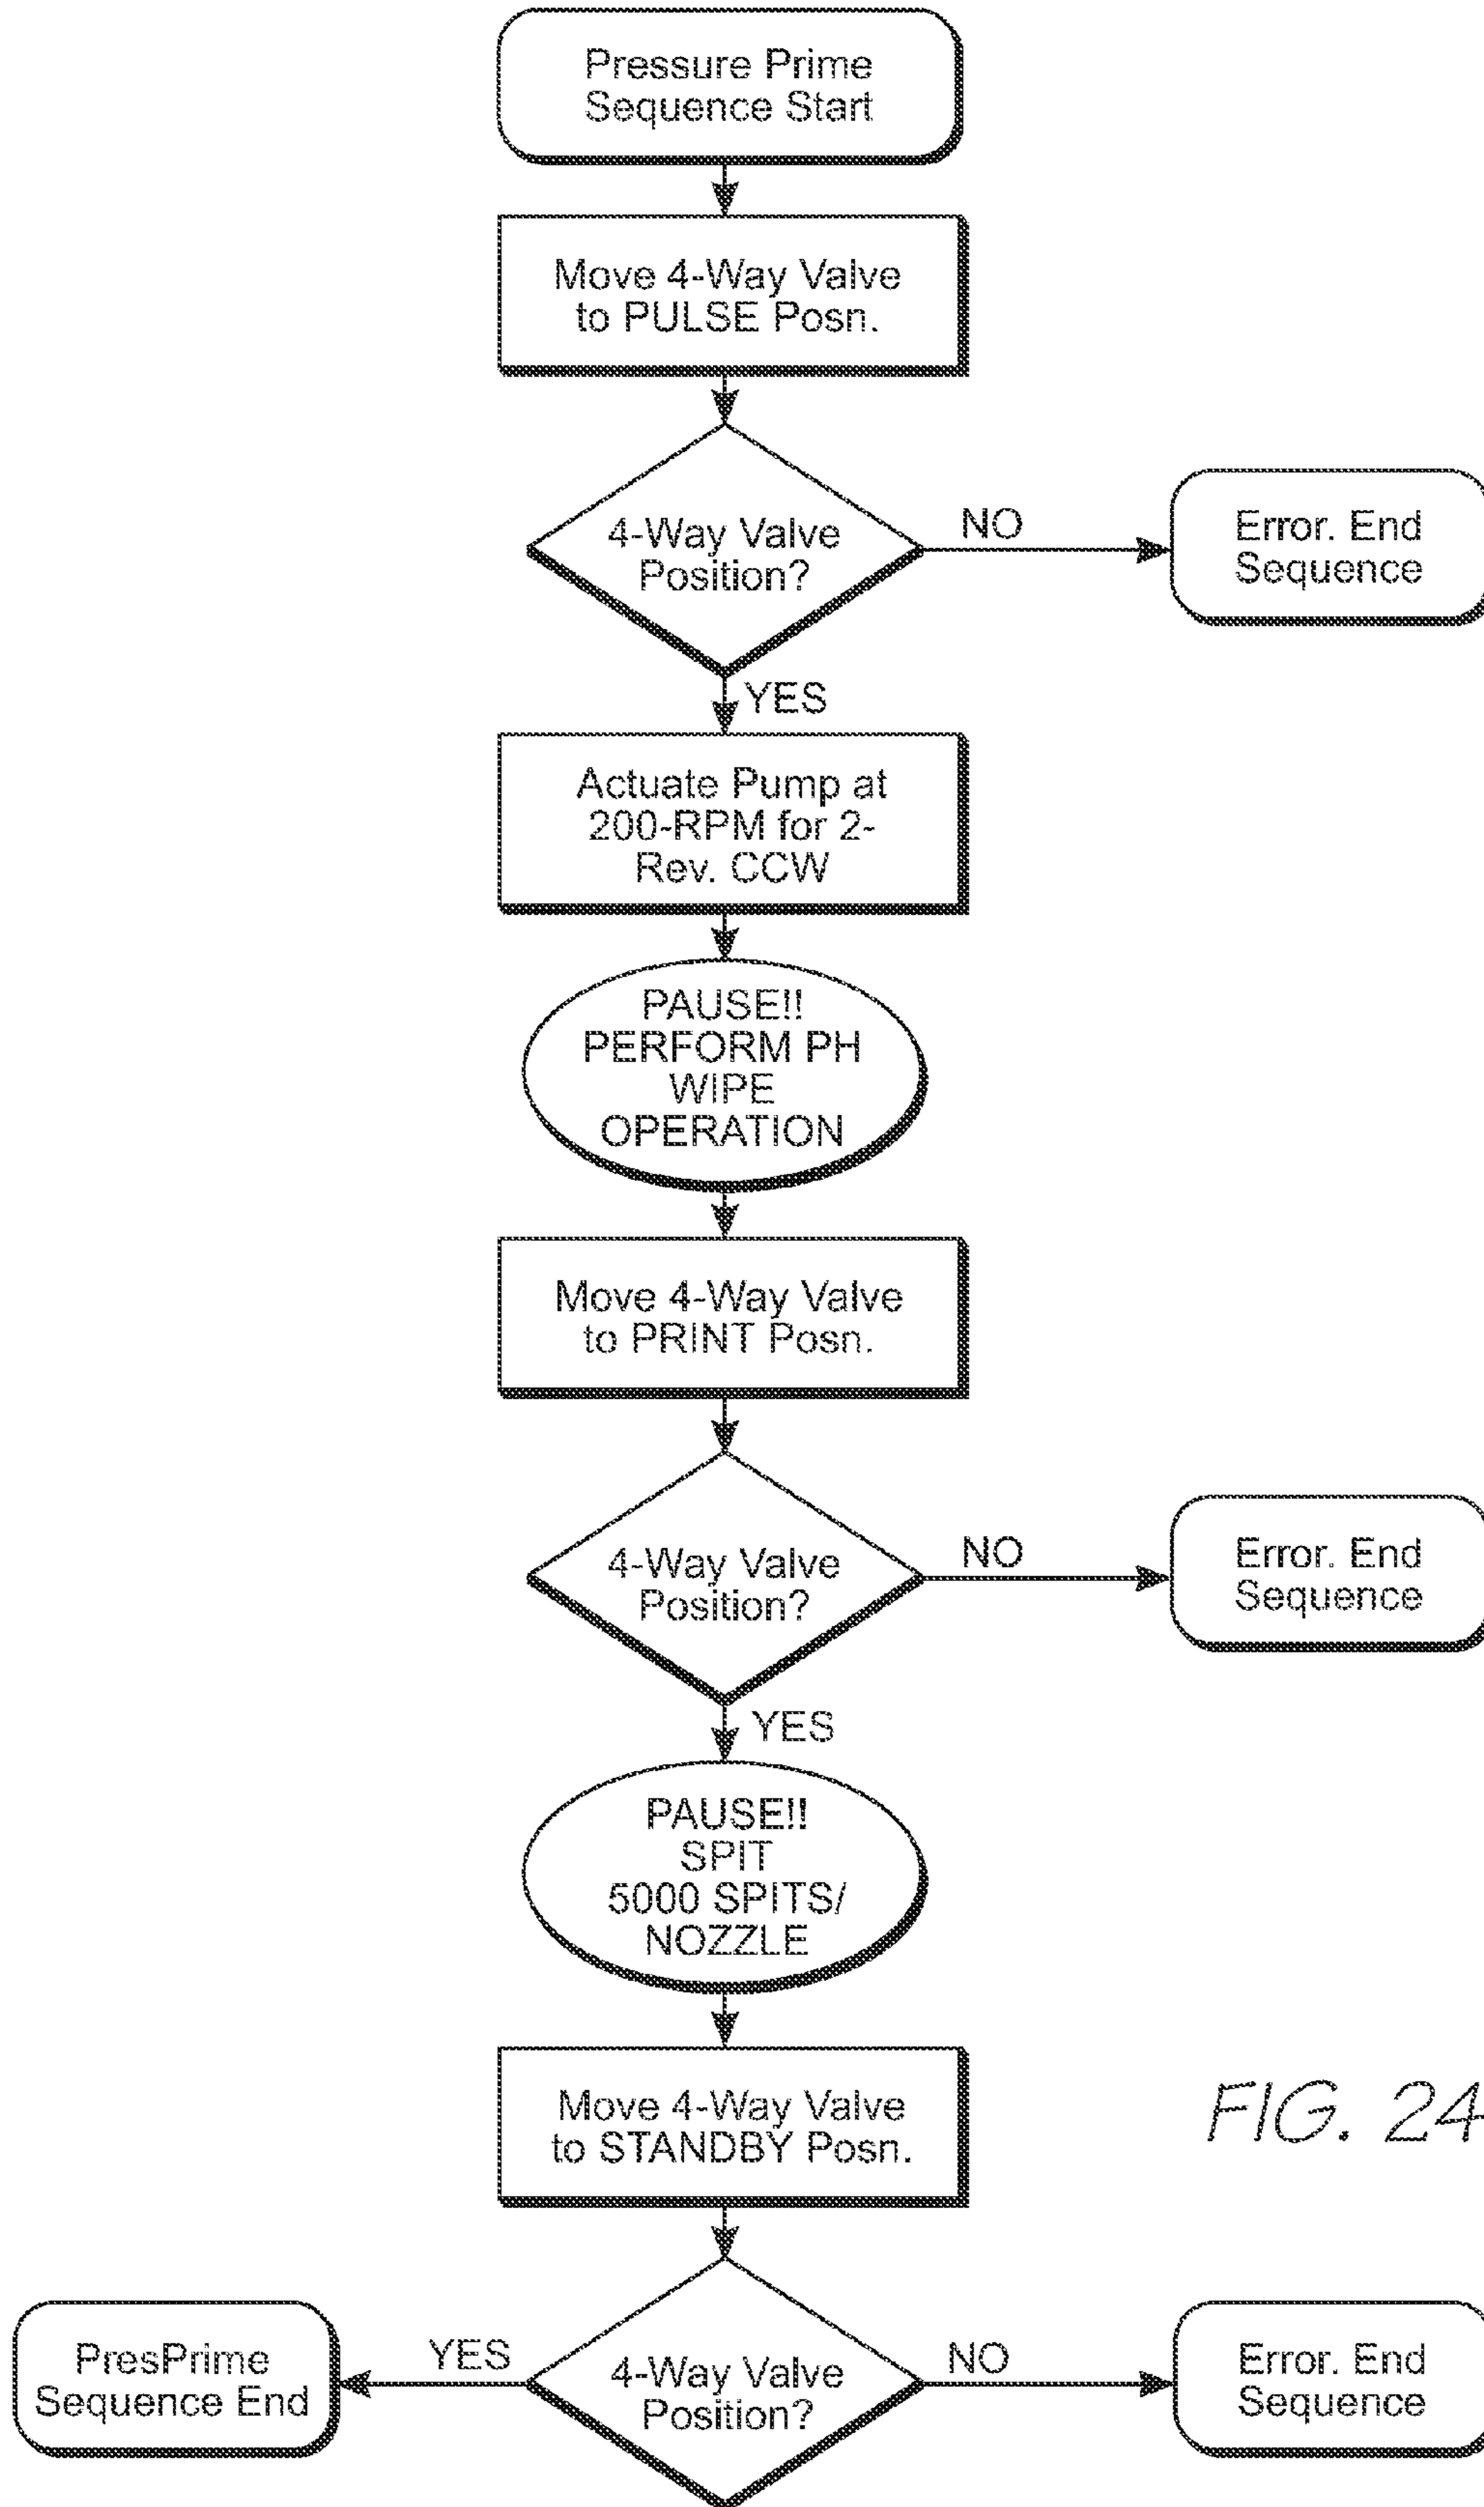 Pressure Prime
Sequence Start
Move 4-Way Valve
to PULSE Posn.
4-Way Valve
Position?
NO
Error. End
Sequence
YES
Actuate Pump at
200-RPM for 2-
Rev. CCW
PAUSE!!
PERFORM PH
WIPE
OPERATION
Move 4-Way Valve
to PRINT Posn.
4-Way Valve
Position?
NO
Error. End
Sequence
YES
PAUSE!!
SPIT
5000 SPITS/
NOZZLE
Move 4-Way Valve
to STANDBY Posn.
FIG. 24
PresPrime
Sequence End
YES
4-Way Valve
Position?
NO
Error. End
Sequence